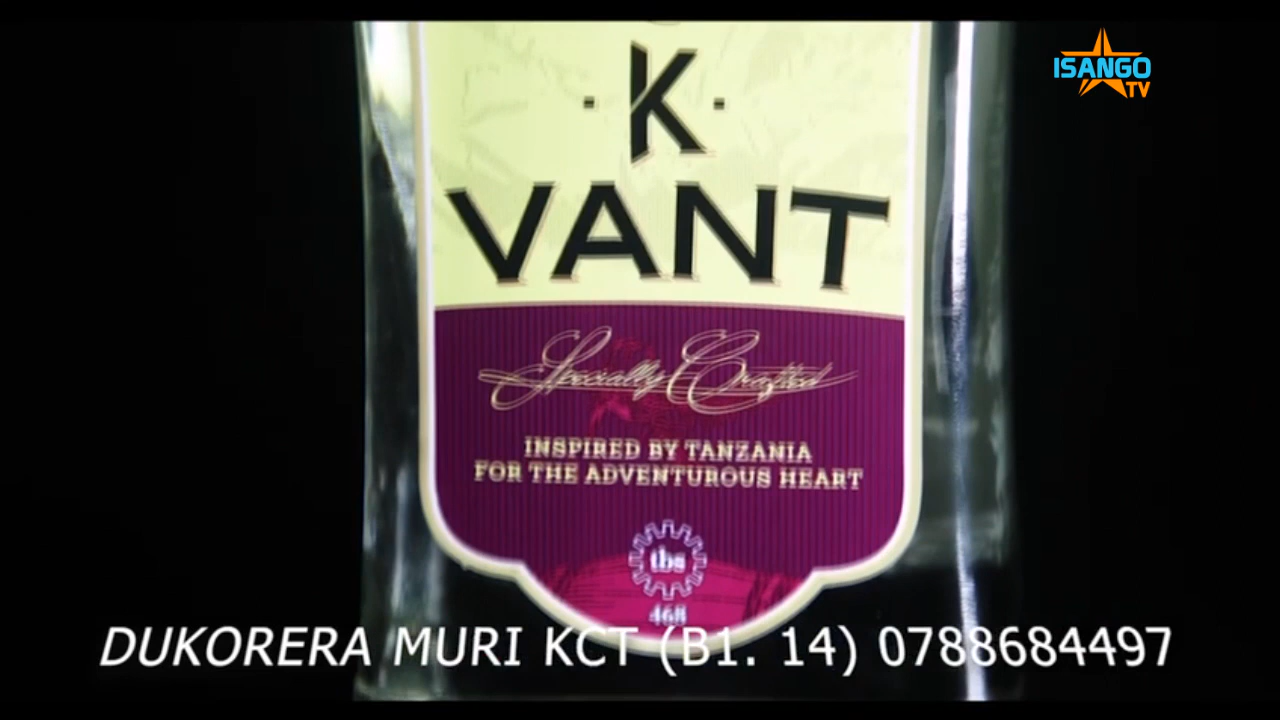 ISANGO
TV
· K ·
VANT
Specially Crafted
INSPIRED BY TANZANIA
FOR THE ADVENTUROUS HEART
tbs
468
DUKORERA MURI KCT (B1. 14) 0788684497